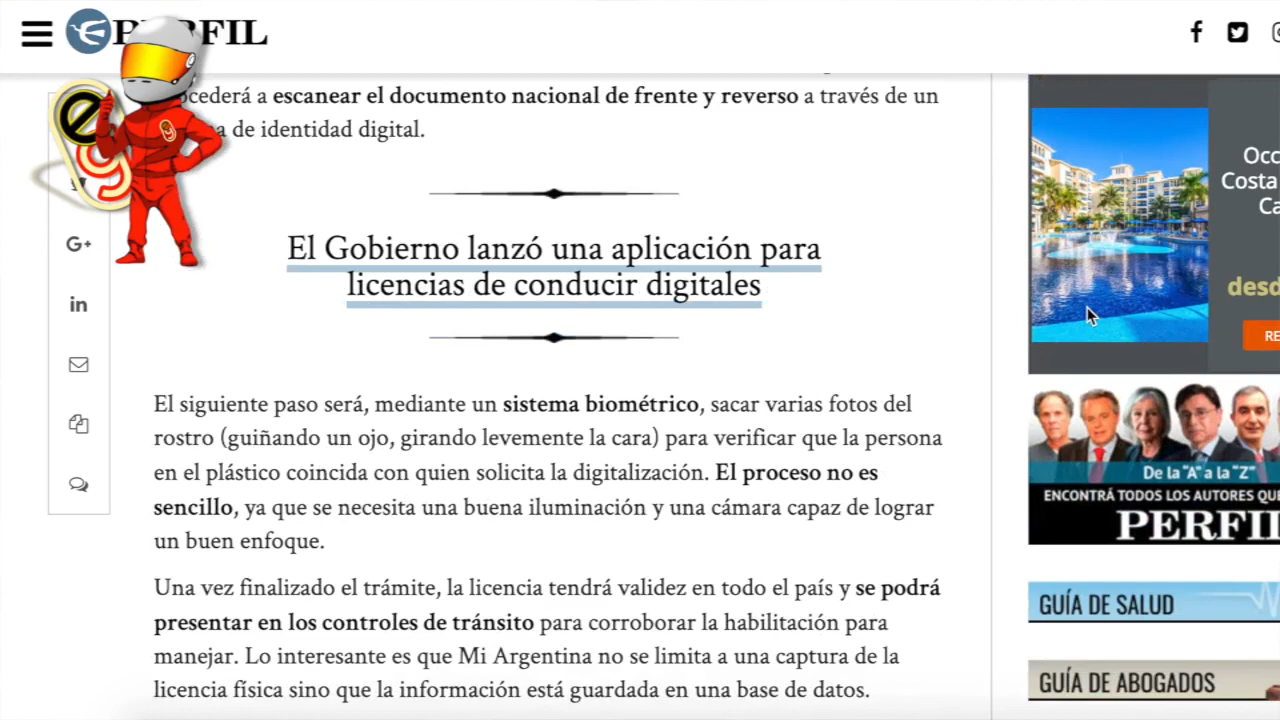 PERFIL
escanear el documento nacional de frente y reverso a través de un
de identidad digital.
El Gobierno lanzó una aplicación para
licencias de conducir digitales
El siguiente paso será, mediante un sistema biométrico, sacar varias fotos del
rostro (guiñando un ojo, girando levemente la cara) para verificar que la persona
en el plástico coincida con quien solicita la digitalización. El proceso no es
sencillo, ya que se necesita una buena iluminación y una cámara capaz de lograr
un buen enfoque.
Una vez finalizado el trámite, la licencia tendrá validez en todo el país y se podrá
presentar en los controles de tránsito para corroborar la habilitación para
manejar. Lo interesante es que Mi Argentina no se limita a una captura de la
licencia física sino que la información está guardada en una base de datos.
eg
G+
in
Costa
De la "A" a la "Z"
ENCONTRÁ TODOS LOS AUTORES
PERFIL
GUÍA DE SALUD
GUÍA DE ABOGADOS